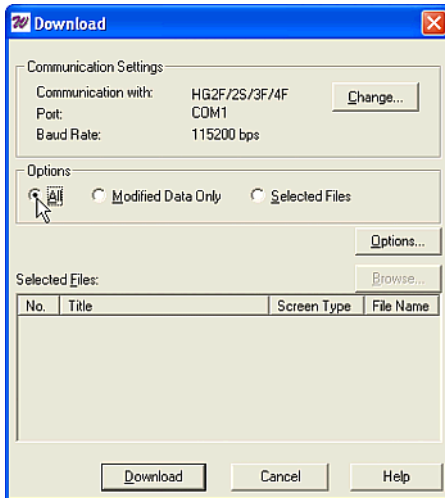 Download
Communication Settings
Communication with: HG2F/2S/3F/4F
Change...
Port: COM1
Baud Rate: 115200 bps
Options
All Modified Data Only Selected Files
Options...
Selected Files:
Browse...
No. Title Screen Type File Name
Download Cancel Help